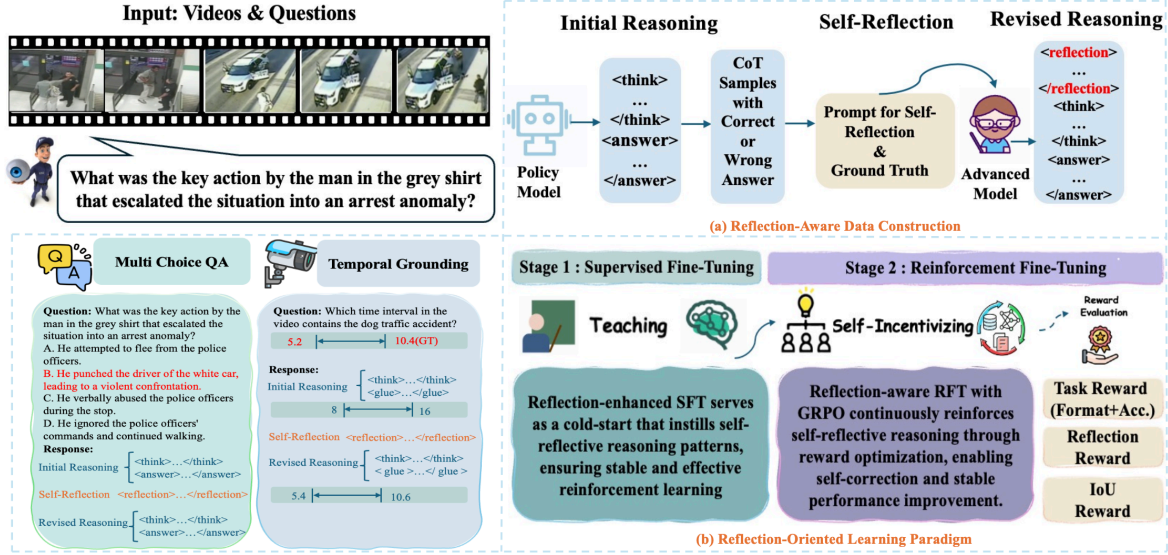 Input: Videos & Questions
What was the key action by the man in the grey shirt
that escalated the situation into an arrest anomaly?
Q
A
Multi Choice QA
Question: What was the key action by the
man in the grey shirt that escalated the
situation into an arrest anomaly?
A. He attempted to flee from the police
officers.
B. He punched the driver of the white car,
leading to a violent confrontation.
C. He verbally abused the police officers
during the stop.
D. He ignored the police officers'
commands and continued walking.
Response:
Initial Reasoning
<think>…</think>
<answer>…</answer>
Self-Reflection <reflection>…</reflection>
Revised Reasoning
<think>…</think>
<answer>…</answer>
Temporal Grounding
Question: Which time interval in the
video contains the dog traffic accident?
5.2 10.4(GT)
Response:
Initial Reasoning
<think>…</think>
<glue>…</glue>
8 16
Self-Reflection <reflection>…</reflection>
Revised Reasoning
<think>…</think>
< glue >…</ glue >
5.4 10.6
Initial Reasoning
Self-Reflection
Revised Reasoning
Policy
Model
<think>
…
</think>
<answer>
…
</answer>
CoT
Samples
with
Correct
or
Wrong
Answer
Prompt for Self-
Reflection
&
Ground Truth
Advanced
Model
<reflection>
…
</reflection>
<think>
…
</think>
<answer>
…
</answer>
(a) Reflection-Aware Data Construction
Stage 1 : Supervised Fine-Tuning
Stage 2 : Reinforcement Fine-Tuning
Teaching
Self-Incentivizing
Reward
Evaluation
Reflection-enhanced SFT serves
as a cold-start that instills self-
reflective reasoning patterns,
ensuring stable and effective
reinforcement learning
Reflection-aware RFT with
GRPO continuously reinforces
self-reflective reasoning through
reward optimization, enabling
self-correction and stable
performance improvement.
Task Reward
(Format+Acc.)
Reflection
Reward
IoU
Reward
(b) Reflection-Oriented Learning Paradigm